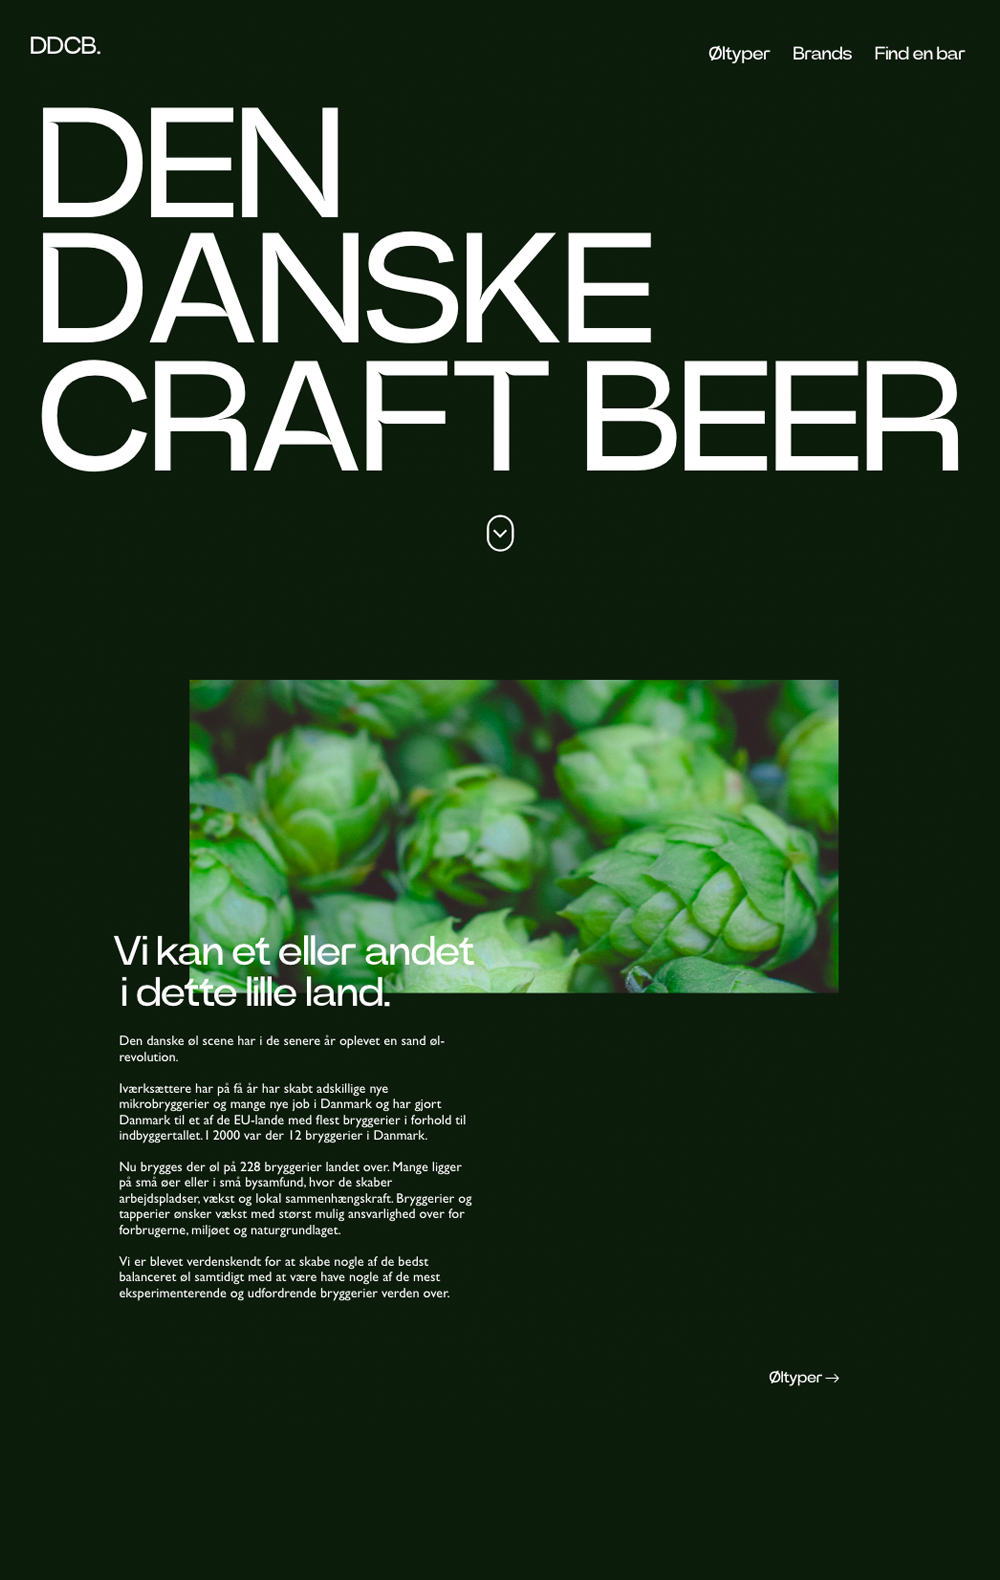 DDCB.
Øltyper Brands Find en bar
DEN
DANSKE
CRAFT BEER
Vi kan et eller andet
i dette lille land.
Den danske øl scene har i de senere år oplevet en sand øl-
revolution.
Iværksættere har på få år har skabt adskillige nye
mikrobryggerier og mange nye job i Danmark og har gjort
Danmark til et af de EU-lande med flest bryggerier i forhold til
indbyggertallet. I 2000 var der 12 bryggerier i Danmark.
Nu brygges der øl på 228 bryggerier landet over. Mange ligger
på små øer eller i små bysamfund, hvor de skaber
arbejdspladser, vækst og lokal sammenhængskraft. Bryggerier og
tapperier ønsker vækst med størst mulig ansvarlighed over for
forbrugerne, miljøet og naturgrundlaget.
Vi er blevet verdenskendt for at skabe nogle af de bedst
balanceret øl samtidigt med at være have nogle af de mest
eksperimenterende og udfordrende bryggerier verden over.
Øltyper →